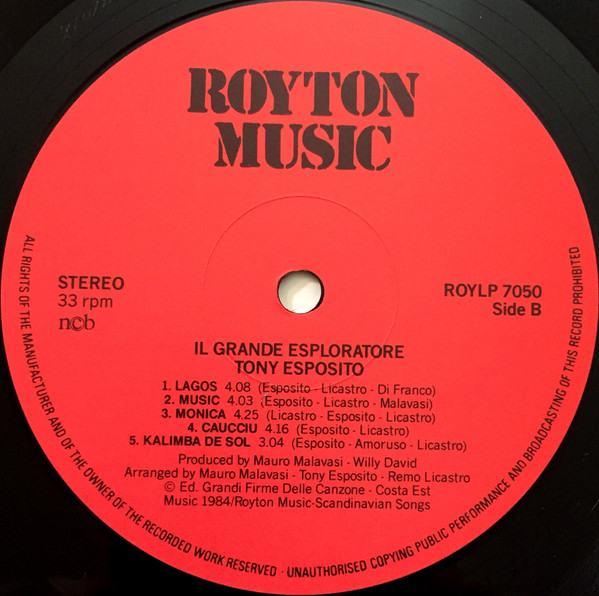 ROYTON
MUSIC
STEREO
33 rpm
ncb
ROYLP 7050
Side B
IL GRANDE ESPLORATORE
TONY ESPOSITO
1. LAGOS 4.08 (Esposito - Licastro - Di Franco)
2. MUSIC 4.03 (Esposito - Licastro - Malavasi)
3. MONICA 4.25 (Licastro - Esposito - Licastro)
4. CAUCCIU 4.16 (Esposito - Licastro)
5. KALIMBA DE SOL 3.04 (Esposito - Amoruso - Licastro)
Produced by Mauro Malavasi - Willy David
Arranged by Mauro Malavasi - Tony Esposito - Remo Licastro
© Ed. Grandi Firme Delle Canzone - Costa Est
Music 1984/Royton Music-Scandinavian Songs
ALL RIGHTS OF THE MANUFACTURER AND OF THE OWNER OF THE RECORDED WORK RESERVED · UNAUTHORISED COPYING PUBLIC PERFORMANCE AND BROADCASTING OF THIS RECORD PROHIBITED